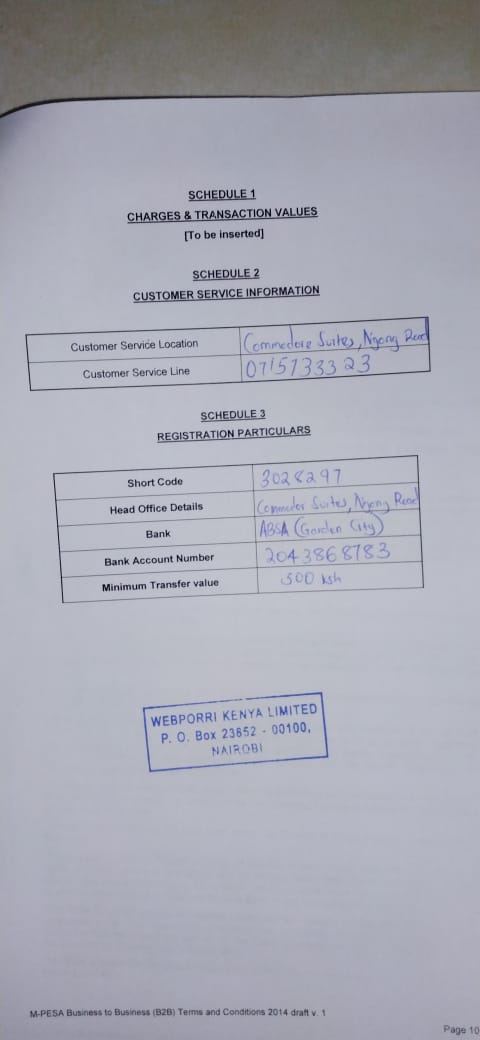 SCHEDULE 1
CHARGES & TRANSACTION VALUES
[To be inserted]
SCHEDULE 2
CUSTOMER SERVICE INFORMATION
Customer Service Location Commodore Suites, Ngong Road
Customer Service Line 0715733323
SCHEDULE 3
REGISTRATION PARTICULARS
Short Code 3028297
Head Office Details Commodor Suites, Ngong Road
Bank ABSA (Garden City)
Bank Account Number 2043868783
Minimum Transfer value 500 ksh
WEBPORRI KENYA LIMITED
P. O. Box 23652 - 00100,
NAIROBI
M-PESA Business to Business (B2B) Terms and Conditions 2014 draft v. 1
Page 10